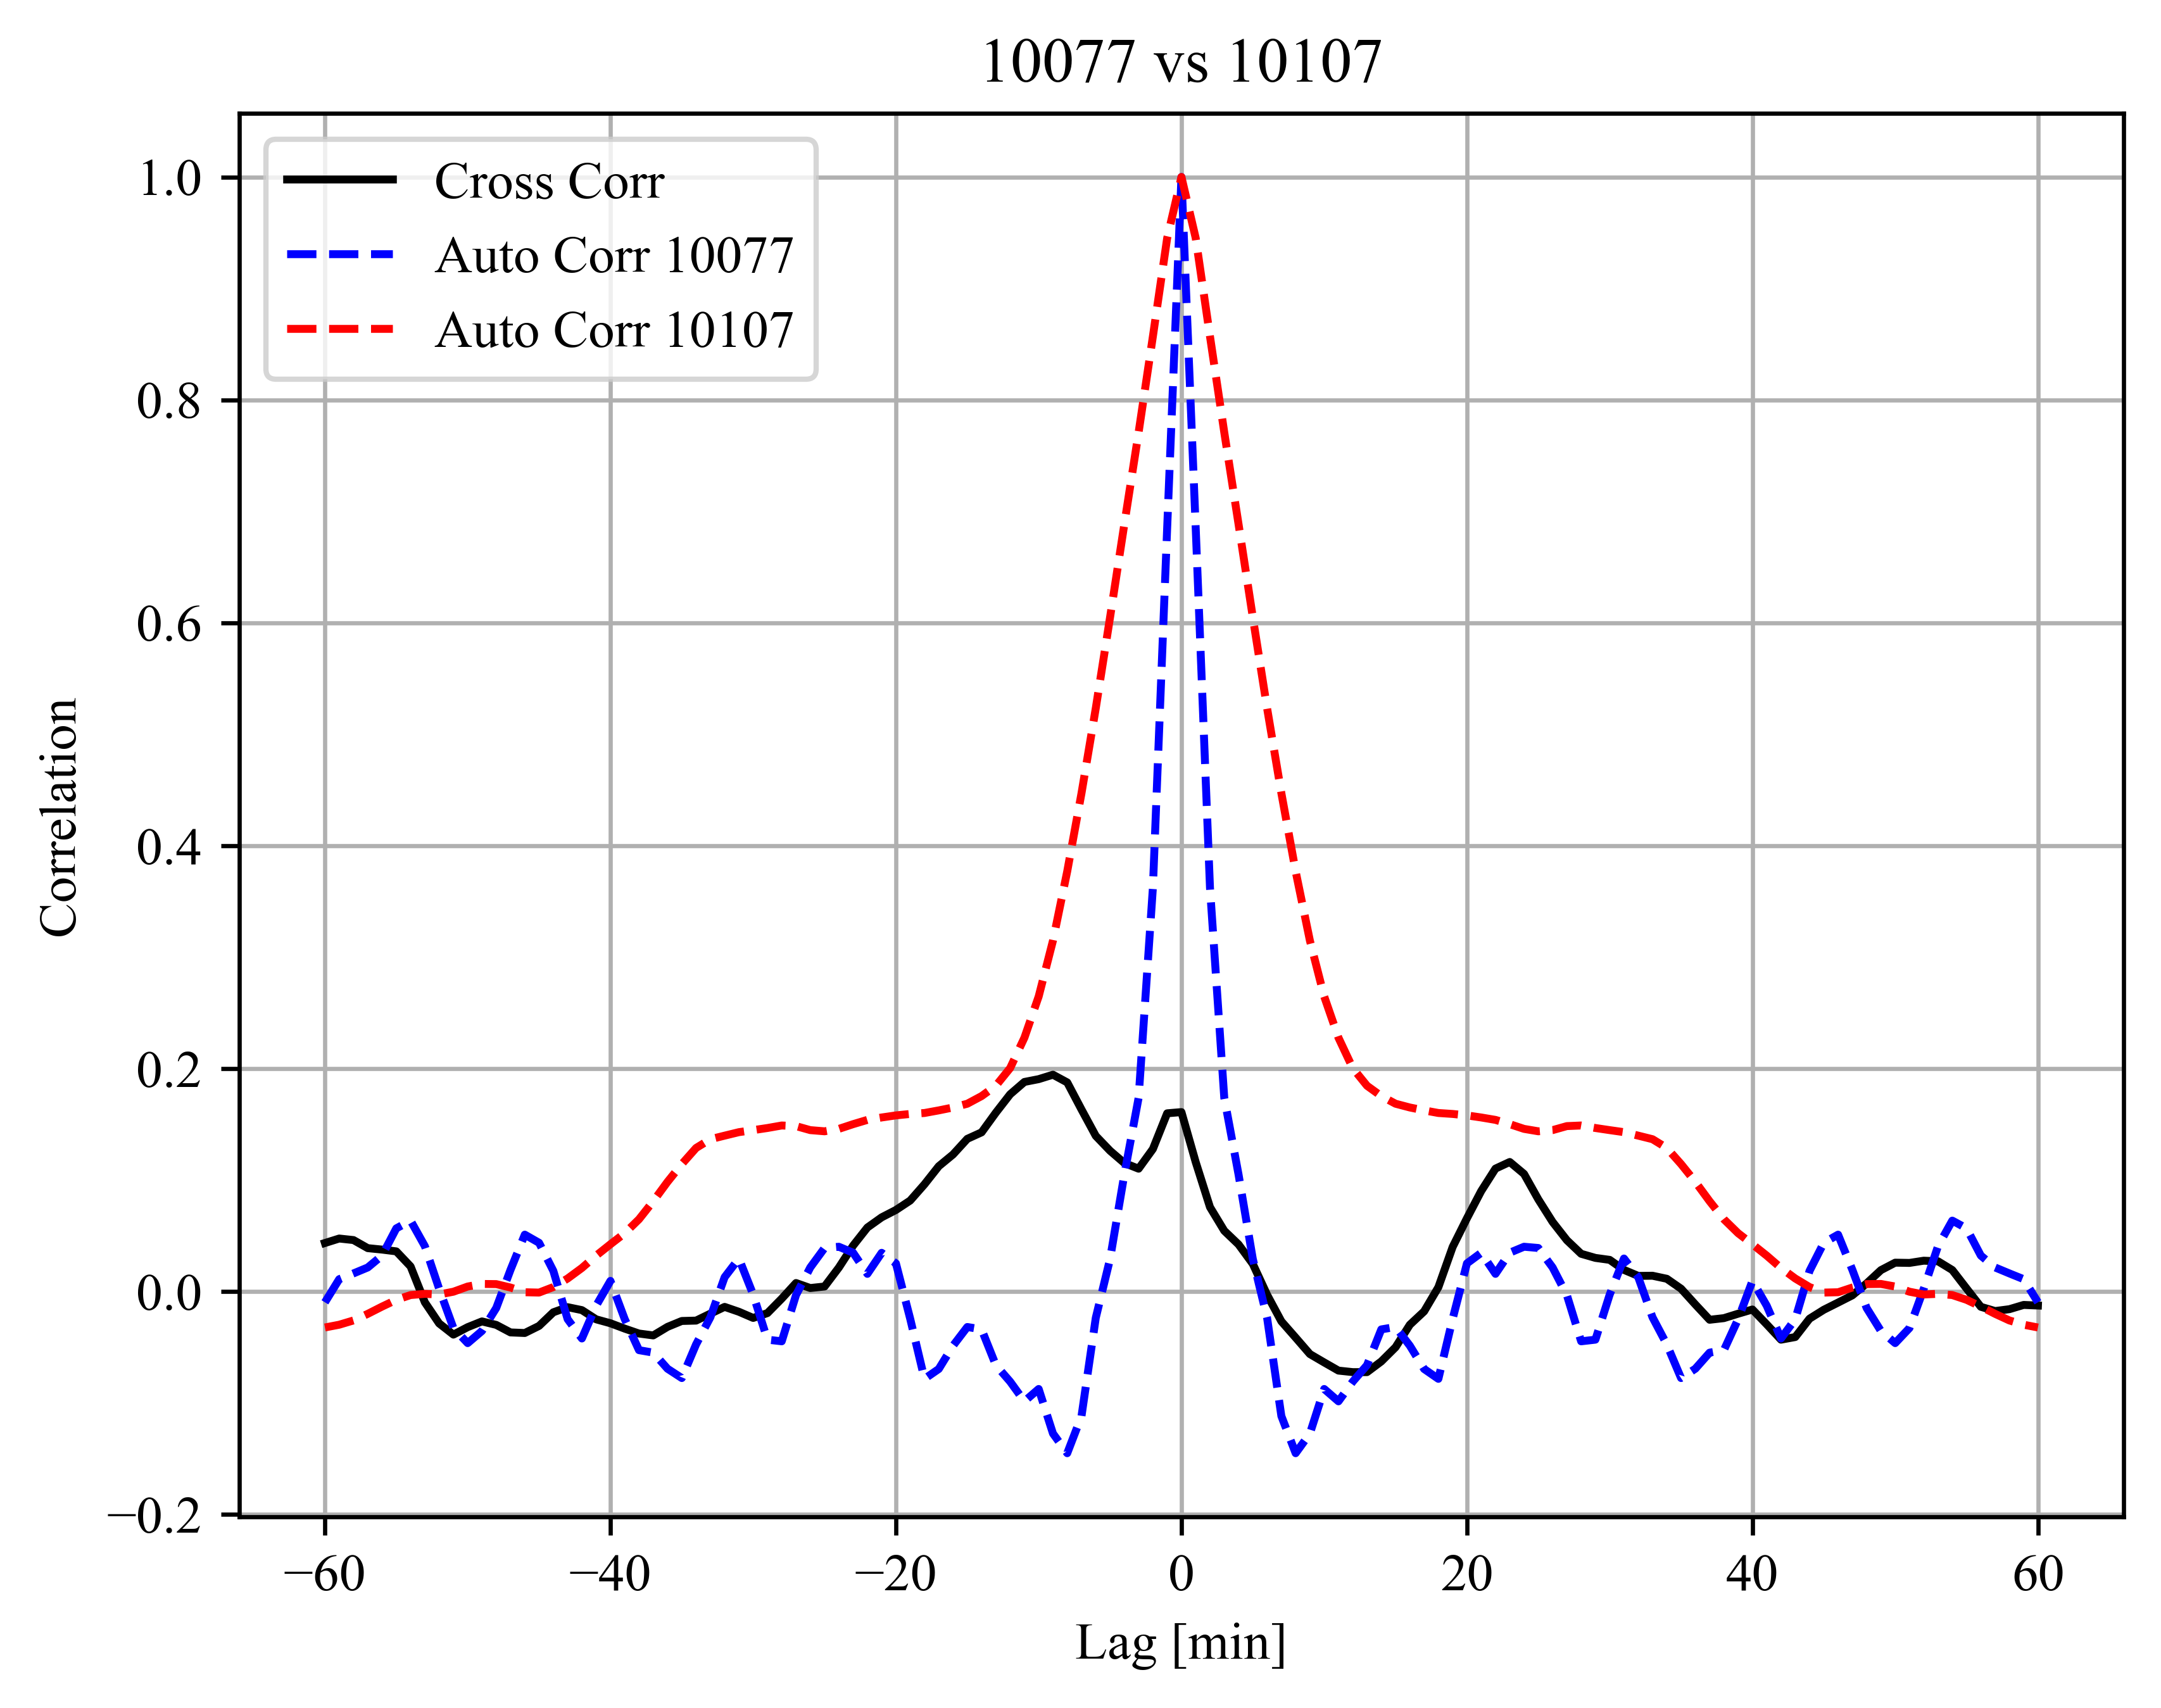 10077 vs 10107
Cross Corr
Auto Corr 10077
Auto Corr 10107
1.0
0.8
0.6
0.4
0.2
0.0
−0.2
Correlation
−60 −40 −20 0 20 40 60
Lag [min]